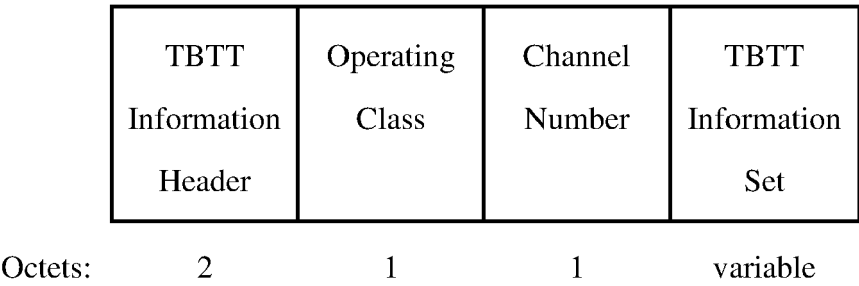 TBTT Operating Channel TBTT
Information Class Number Information
Header Set
Octets: 2 1 1 variable